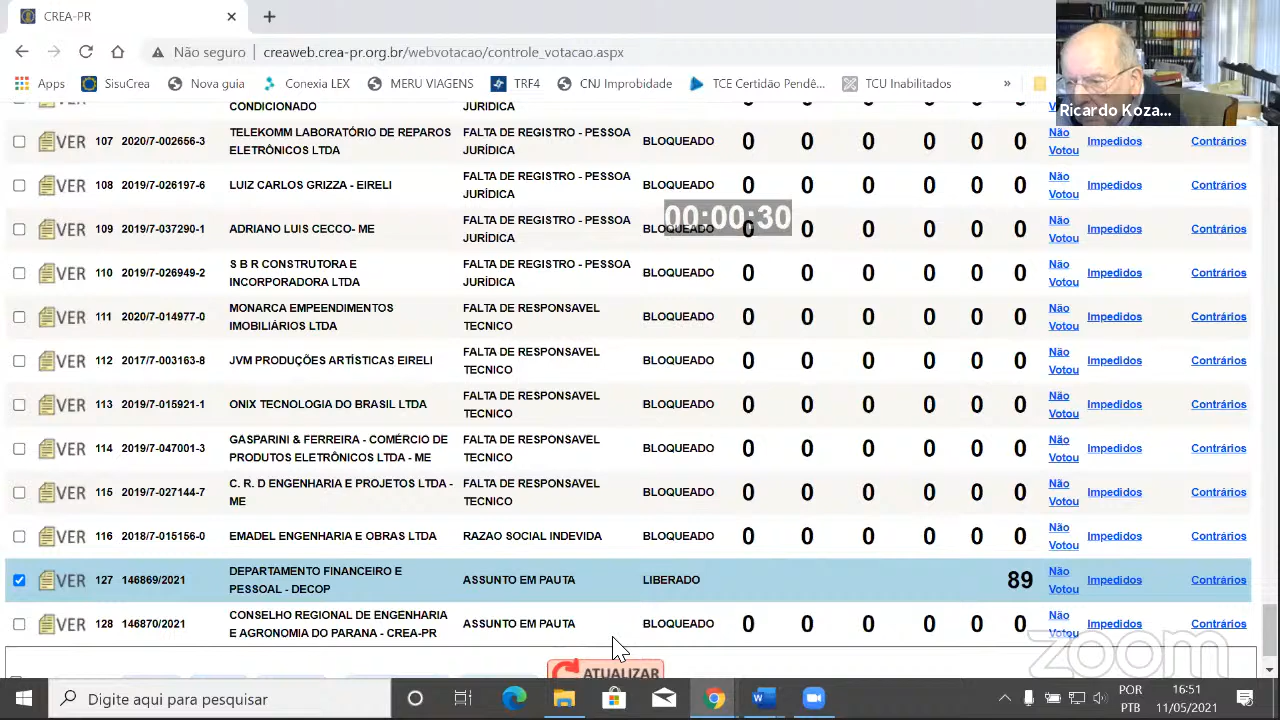 CREA-PR
Não seguro | creaweb.crea-pr.org.br/webvotacao/controle_votacao.aspx
Apps SisuCrea Nova guia Conexia LEX MERU VIAGEN TRF4 CNJ Improbidade TCE Certidão Pendê... TCU Inabilitados »
Ricardo Koza...
CONDICIONADO JURÍDICA
VER 107 2020/7-002656-3 TELEKOMM LABORATÓRIO DE REPAROS FALTA DE REGISTRO - PESSOA BLOQUEADO 0 0 0 0 0 0 Não Impedidos Contrários
ELETRÔNICOS LTDA JURÍDICA Votou
VER 108 2019/7-026197-6 LUIZ CARLOS GRIZZA - EIRELI FALTA DE REGISTRO - PESSOA BLOQUEADO 0 0 0 0 0 0 Não Impedidos Contrários
JURÍDICA Votou
00:00:30
VER 109 2019/7-037290-1 ADRIANO LUIS CECCO- ME FALTA DE REGISTRO - PESSOA BLOQUEADO 0 0 0 0 0 0 Não Impedidos Contrários
JURÍDICA Votou
VER 110 2019/7-026949-2 S B R CONSTRUTORA E FALTA DE REGISTRO - PESSOA BLOQUEADO 0 0 0 0 0 0 Não Impedidos Contrários
INCORPORADORA LTDA JURÍDICA Votou
VER 111 2020/7-014977-0 MONARCA EMPEENDIMENTOS FALTA DE RESPONSAVEL BLOQUEADO 0 0 0 0 0 0 Não Impedidos Contrários
IMOBILIÁRIOS LTDA TECNICO Votou
VER 112 2017/7-003163-8 JVM PRODUÇÕES ARTÍSTICAS EIRELI FALTA DE RESPONSAVEL BLOQUEADO 0 0 0 0 0 0 Não Impedidos Contrários
TECNICO Votou
VER 113 2019/7-015921-1 ONIX TECNOLOGIA DO BRASIL LTDA FALTA DE RESPONSAVEL BLOQUEADO 0 0 0 0 0 0 Não Impedidos Contrários
TECNICO Votou
VER 114 2019/7-047001-3 GASPARINI & FERREIRA - COMÉRCIO DE FALTA DE RESPONSAVEL BLOQUEADO 0 0 0 0 0 0 Não Impedidos Contrários
PRODUTOS ELETRÔNICOS LTDA - ME TECNICO Votou
VER 115 2019/7-027144-7 C. R. D ENGENHARIA E PROJETOS LTDA - FALTA DE RESPONSAVEL BLOQUEADO 0 0 0 0 0 0 Não Impedidos Contrários
ME TECNICO Votou
VER 116 2018/7-015156-0 EMADEL ENGENHARIA E OBRAS LTDA RAZAO SOCIAL INDEVIDA BLOQUEADO 0 0 0 0 0 0 Não Impedidos Contrários
Votou
VER 127 146869/2021 DEPARTAMENTO FINANCEIRO E ASSUNTO EM PAUTA LIBERADO 89 Não Impedidos Contrários
PESSOAL - DECOP Votou
VER 128 146870/2021 CONSELHO REGIONAL DE ENGENHARIA ASSUNTO EM PAUTA BLOQUEADO 0 0 0 0 0 0 Não Impedidos Contrários
E AGRONOMIA DO PARANA - CREA-PR Votou
zoom
ATUALIZAR
Digite aqui para pesquisar
POR 16:51
PTB 11/05/2021